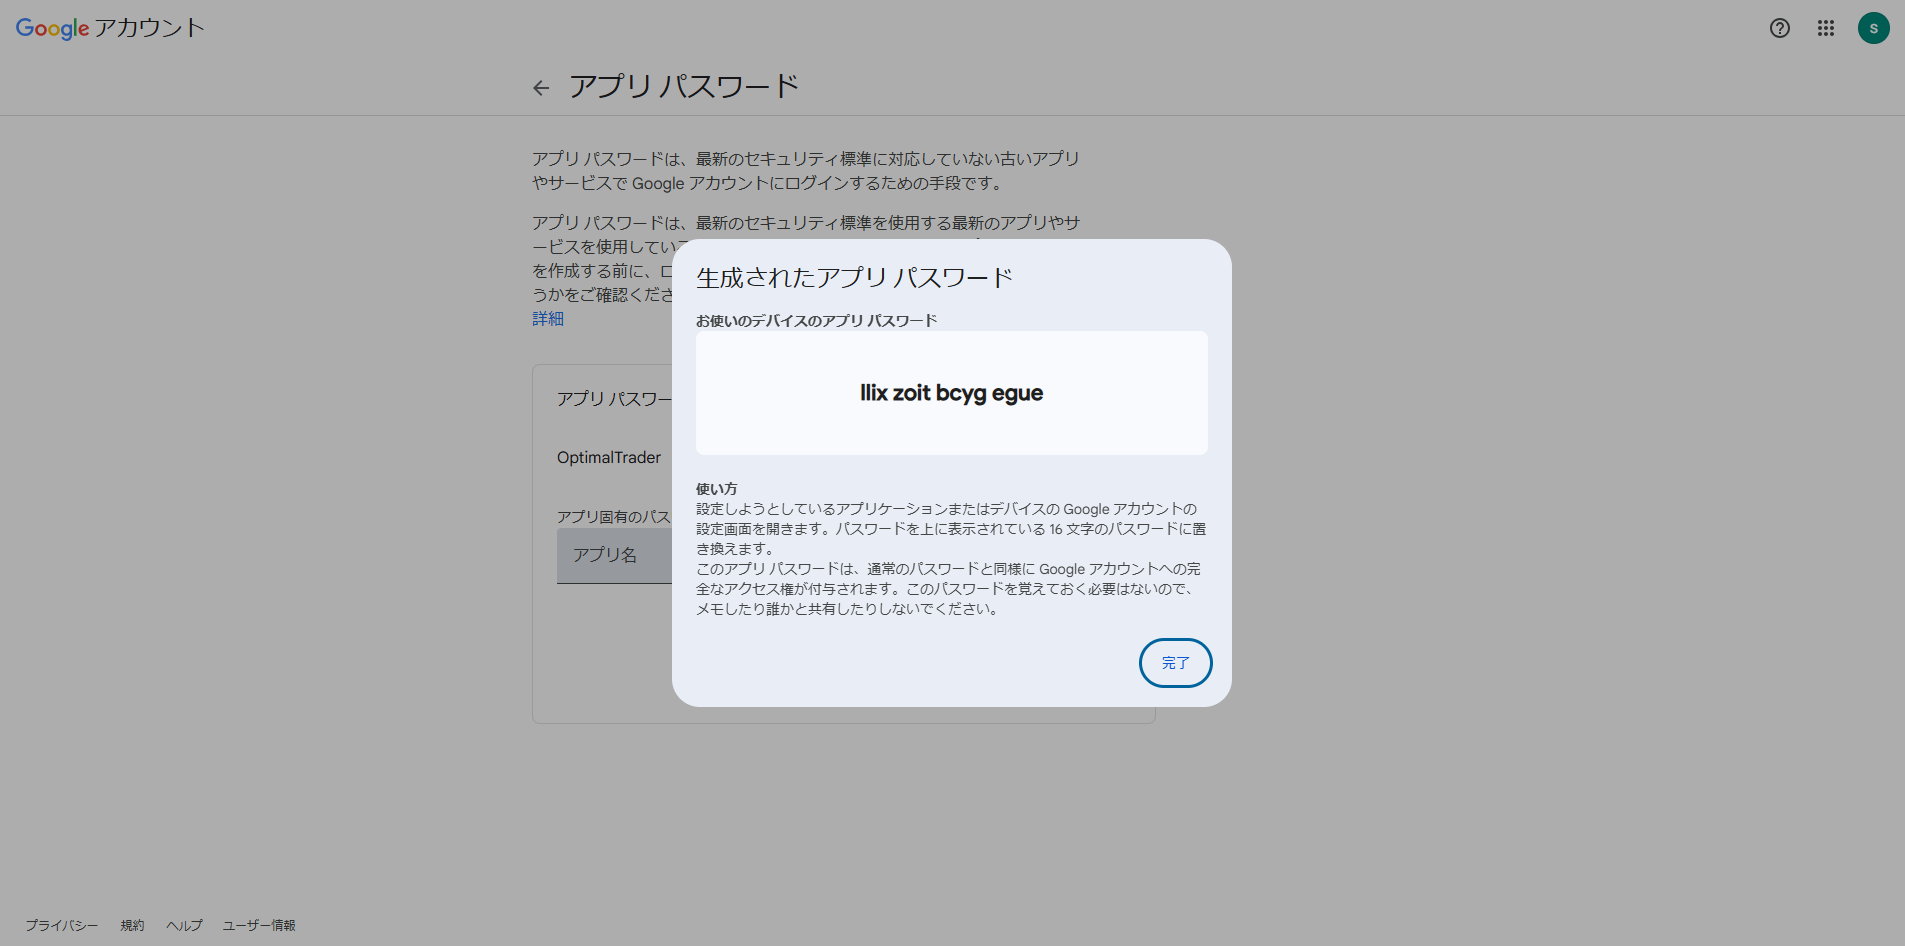 Google アカウント
S
アプリ パスワード
アプリ パスワードは、最新のセキュリティ標準に対応していない古いアプリ
やサービスで Google アカウントにログインするための手段です。
アプリ パスワードは、最新のセキュリティ標準を使用する最新のアプリやサ
ービスを使用してい
を作成する前に、ロ
うかをご確認くださ
詳細
アプリ パスワー
OptimalTrader
アプリ固有のパス
アプリ名
生成されたアプリ パスワード
お使いのデバイスのアプリ パスワード
llix zoit bcyg egue
使い方
設定しようとしているアプリケーションまたはデバイスの Google アカウントの
設定画面を開きます。パスワードを上に表示されている 16 文字のパスワードに置
き換えます。
このアプリ パスワードは、通常のパスワードと同様に Google アカウントへの完
全なアクセス権が付与されます。このパスワードを覚えておく必要はないので、
メモしたり誰かと共有したりしないでください。
完了
プライバシー 規約 ヘルプ ユーザー情報